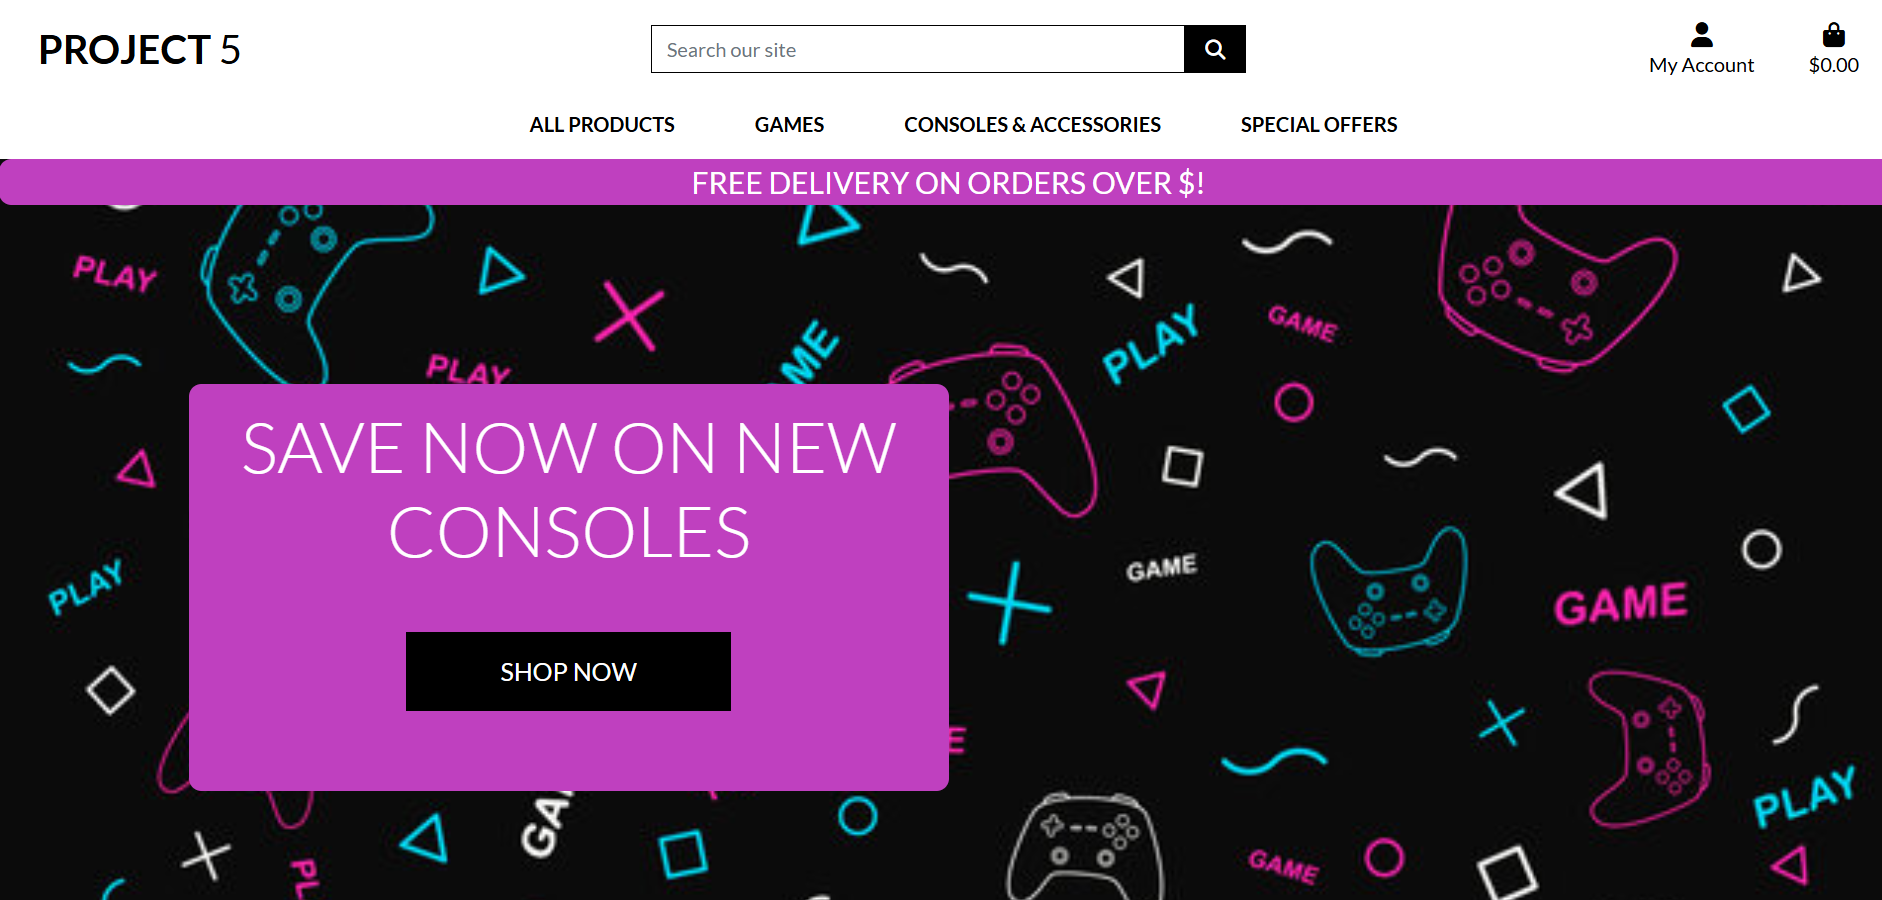 PROJECT 5
Search our site
My Account
$0.00
ALL PRODUCTS
GAMES
CONSOLES & ACCESSORIES
SPECIAL OFFERS
FREE DELIVERY ON ORDERS OVER $!
PLAY
PLAY
ME
PLAY
GAME
SAVE NOW ON NEW
CONSOLES
PLAY
GAME
GAME
SHOP NOW
E
PLAY
GA
PL
GAME